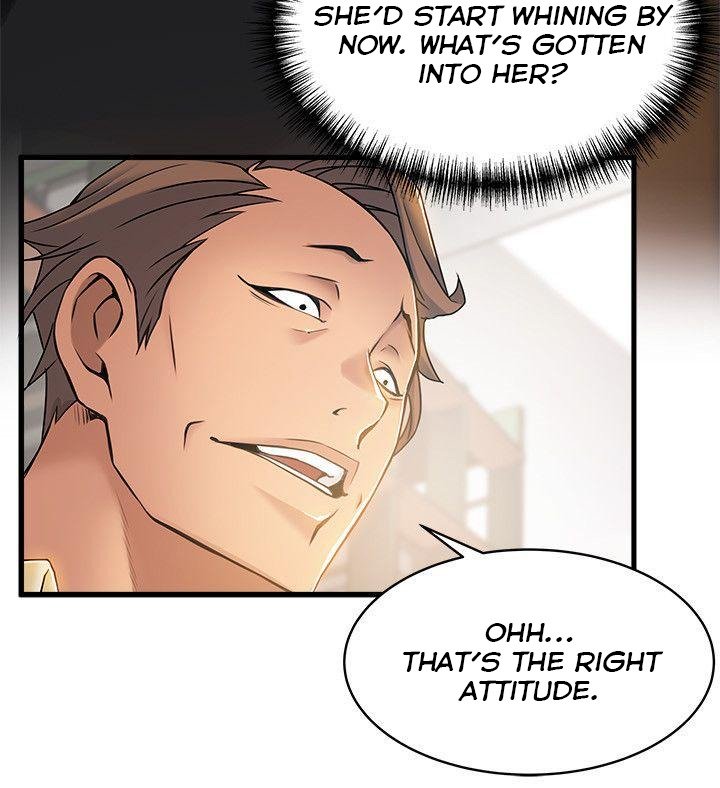 SHE'D START WHINING BY
NOW. WHAT'S GOTTEN
INTO HER?
OHH...
THAT'S THE RIGHT
ATTITUDE.